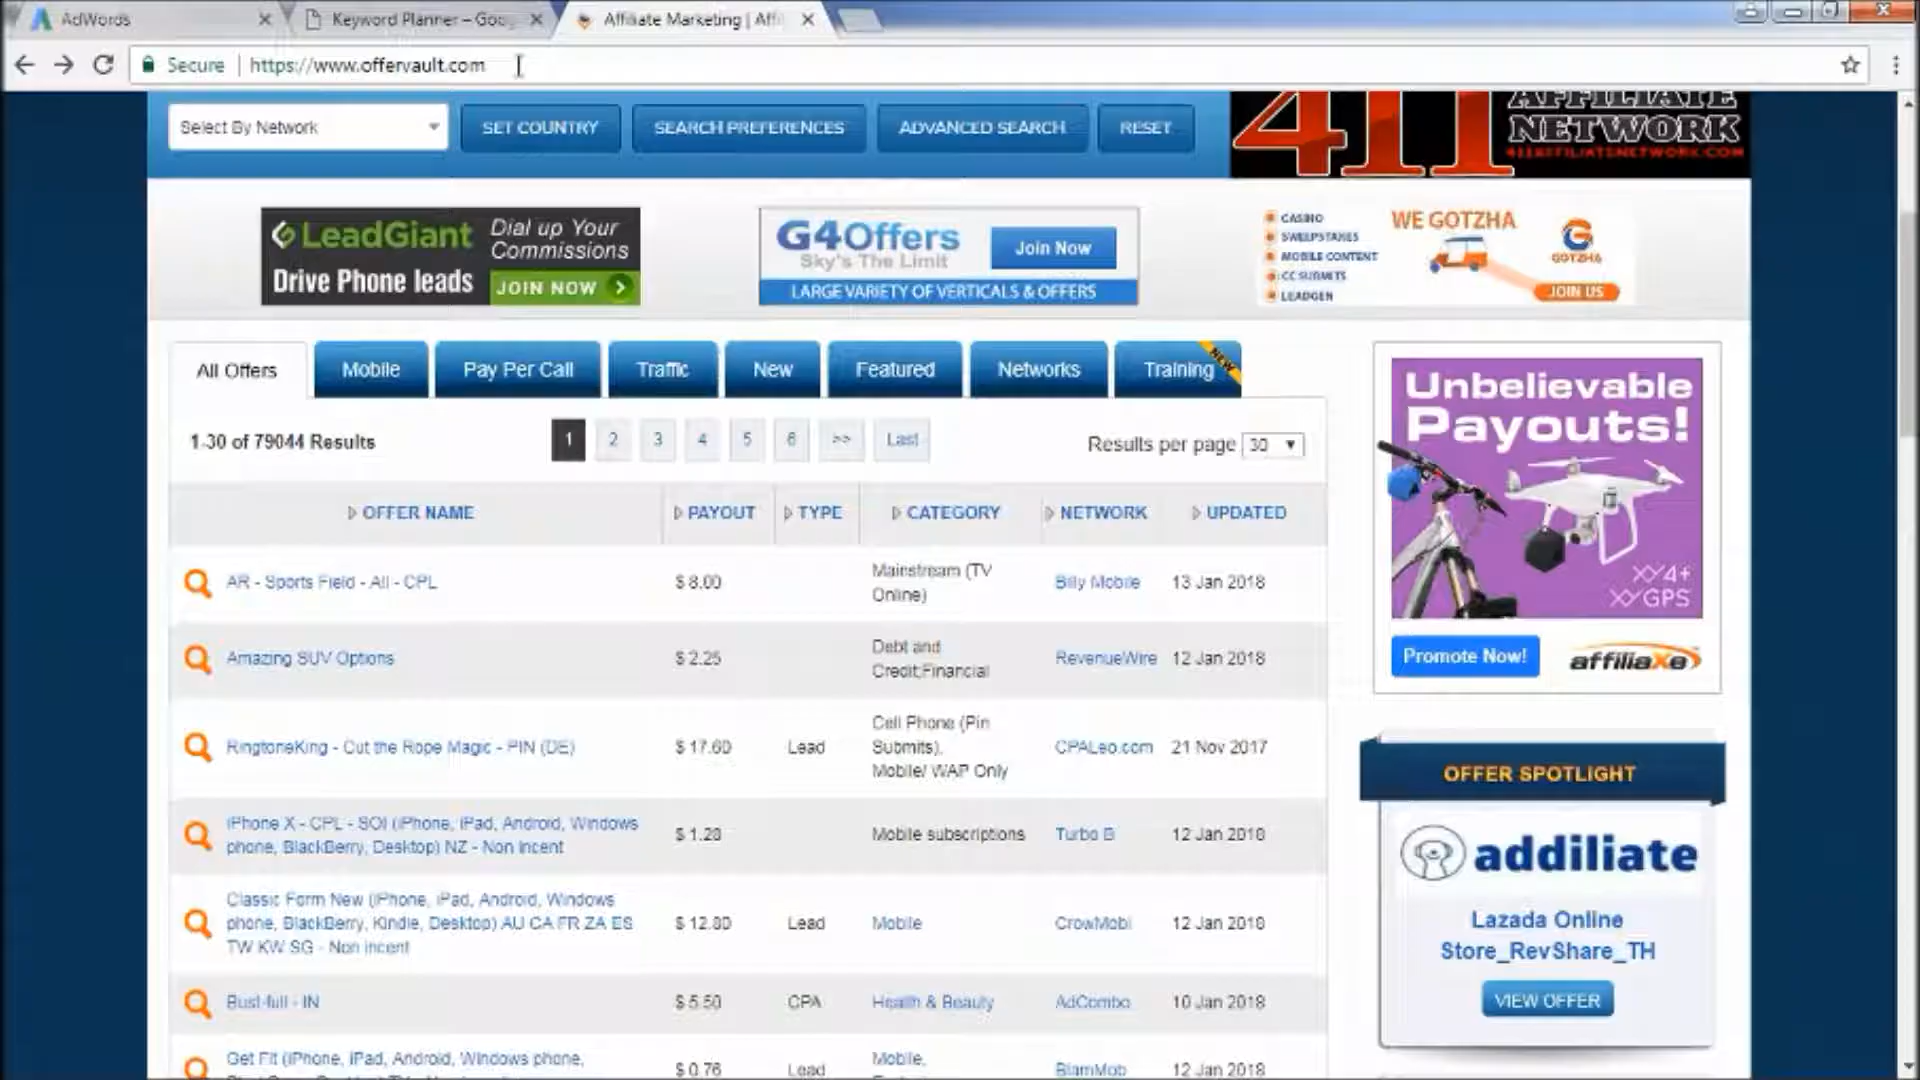 AdWords
Keyword Planner – Goo
Affiliate Marketing | Affi
Secure
https://www.offervault.com
Select By Network
SET COUNTRY
SEARCH PREFERENCES
ADVANCED SEARCH
RESET
411
AFFILIATE
NETWORK
411AFFILIATENETWORK.COM
LeadGiant
Drive Phone leads
Dial up Your
Commissions
JOIN NOW
G4Offers
Sky's The Limit
Join Now
LARGE VARIETY OF VERTICALS & OFFERS
CASINO
SWEEPSTAKES
MOBILE CONTENT
CC SUBMITS
LEADGEN
WE GOTZHA
GOTZHA
JOIN US
All Offers
Mobile
Pay Per Call
Traffic
New
Featured
Networks
Training
NEW
1-30 of 79044 Results
1 2 3 4 5 6 >> Last
Results per page 30
OFFER NAME PAYOUT TYPE CATEGORY NETWORK UPDATED
AR - Sports Field - All - CPL
$ 8.00
Mainstream (TV
Online)
Billy Mobile
13 Jan 2018
Amazing SUV Options
$ 2.25
Debt and
Credit;Financial
RevenueWire
12 Jan 2018
RingtoneKing - Cut the Rope Magic - PIN (DE)
$ 17.60
Lead
Cell Phone (Pin
Submits),
Mobile/ WAP Only
CPALeo.com
21 Nov 2017
iPhone X - CPL - SOI (iPhone, iPad, Android, Windows
phone, BlackBerry, Desktop) NZ - Non incent
$ 1.28
Mobile subscriptions
Turbo B
12 Jan 2018
Classic Form New (iPhone, iPad, Android, Windows
phone, BlackBerry, Kindle, Desktop) AU CA FR ZA ES
TW KW SG - Non incent
$ 12.80
Lead
Mobile
CrowMobi
12 Jan 2018
Bust-full - IN
$ 5.50
CPA
Health & Beauty
AdCombo
10 Jan 2018
Get Fit (iPhone, iPad, Android, Windows phone,
$ 0.76
Lead
Mobile,
BlamMob
12 Jan 2018
Unbelievable
Payouts!
XY4+
XYGPS
Promote Now!
affiliaxe
OFFER SPOTLIGHT
addiliate
Lazada Online
Store_RevShare_TH
VIEW OFFER